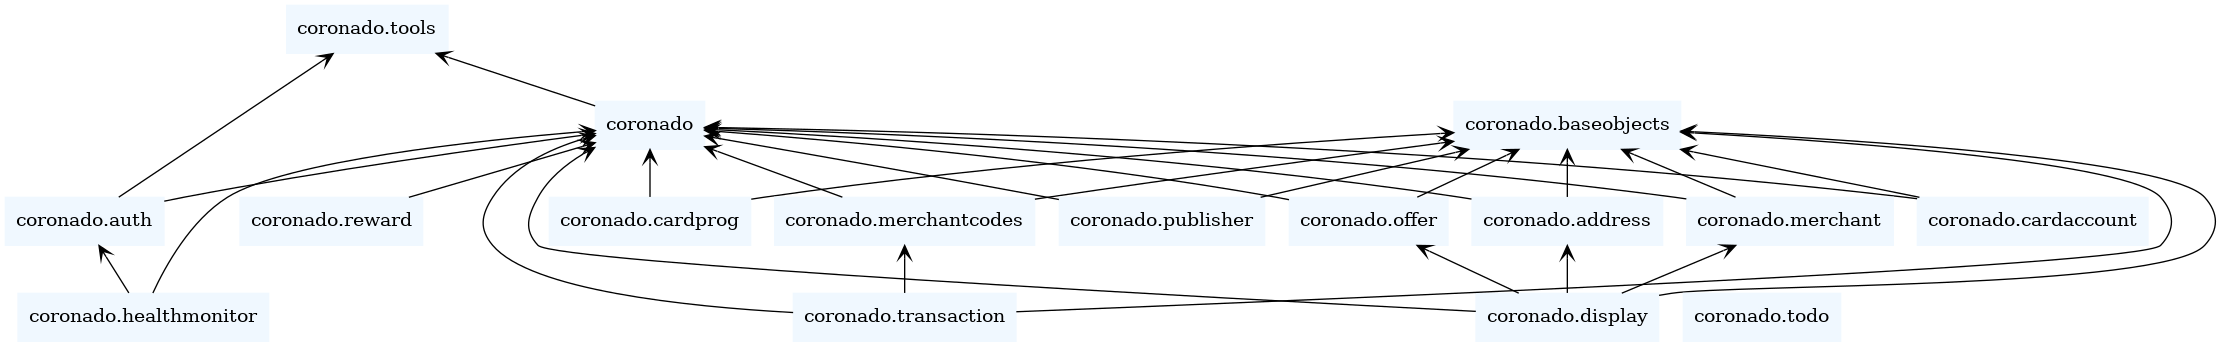 coronado.tools
coronado
coronado.baseobjects
coronado.auth
coronado.reward
coronado.cardprog
coronado.merchantcodes
coronado.publisher
coronado.offer
coronado.address
coronado.merchant
coronado.cardaccount
coronado.healthmonitor
coronado.transaction
coronado.display
coronado.todo